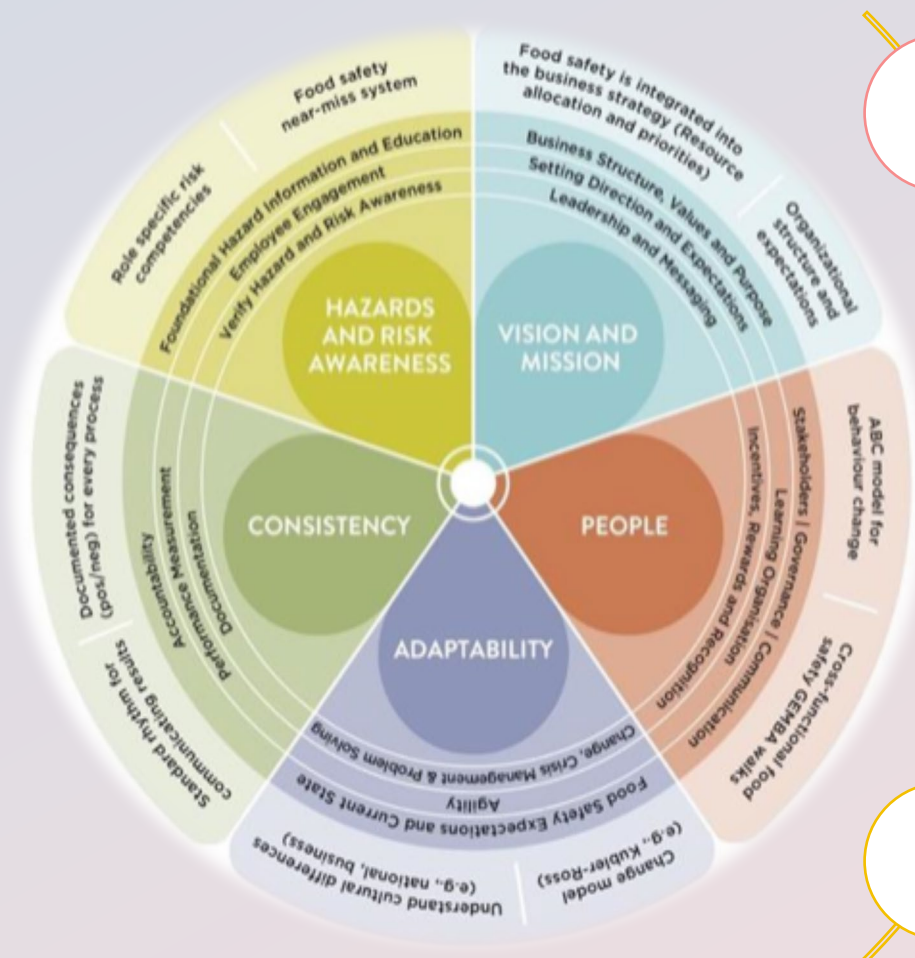 Food safety is integrated into
the business strategy (Resource
allocation and priorities)
Organizational
structure and
expectations
Business Structure, Values and Purpose
Setting Direction and Expectations
Leadership and Messaging
VISION AND
MISSION
ABC model for
behaviour change
Cross-functional food
safety GEMBA walks
Stakeholders | Governance | Communication
Learning Organisation
Incentives, Rewards and Recognition
PEOPLE
Change model
(e.g., Kubler-Ross)
Understand cultural differences
(e.g., national, business)
Food Safety Expectations and Current State
Agility
Change, Crisis Management & Problem Solving
ADAPTABILITY
Standard rhythm for
communicating results
Documented consequences
(pos/meg) for every process
Accountability
Performance Measurement
Documentation
CONSISTENCY
Role specific risk
competencies
Food safety
near-miss system
Foundational Hazard Information and Education
Employee Engagement
Verify Hazard and Risk Awareness
HAZARDS
AND RISK
AWARENESS